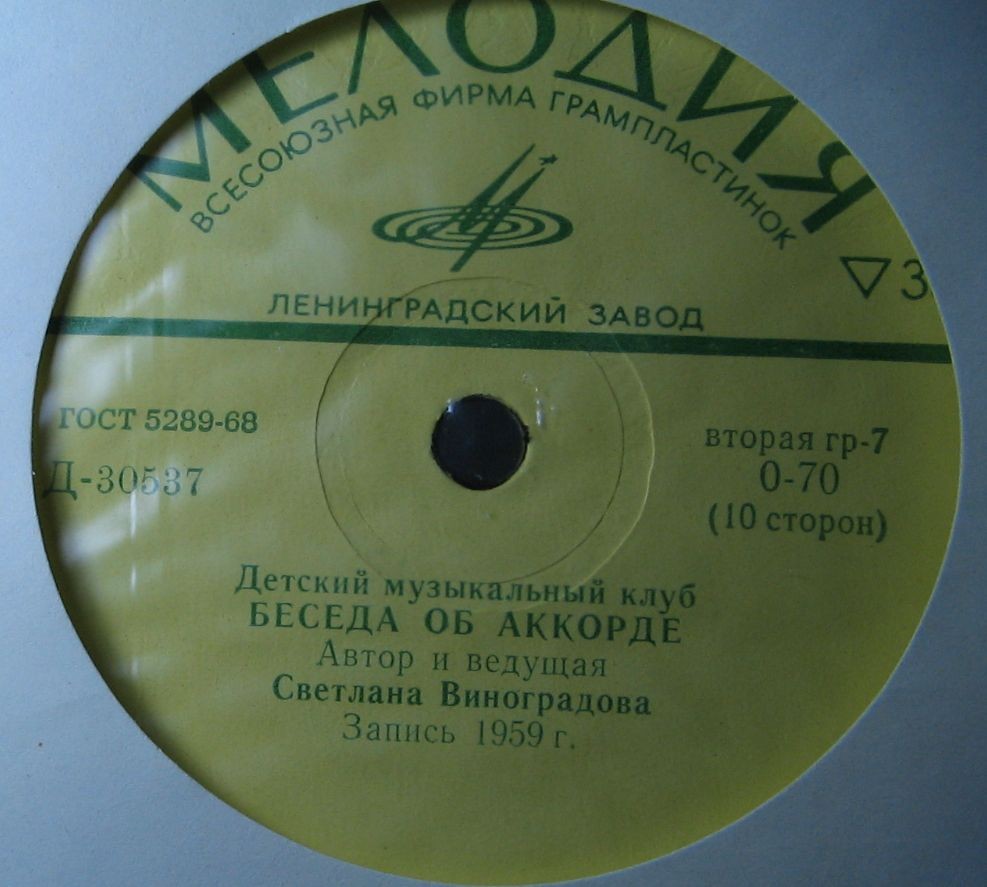 МЕЛОДИЯ
ВСЕСОЮЗНАЯ ФИРМА ГРАМПЛАСТИНОК
▽ 3
ЛЕНИНГРАДСКИЙ ЗАВОД
ГОСТ 5289-68
Д-30537
вторая гр-7
0-70
(10 сторон)
Детский музыкальный клуб
БЕСЕДА ОБ АККОРДЕ
Автор и ведущая
Светлана Виноградова
Запись 1959 г.